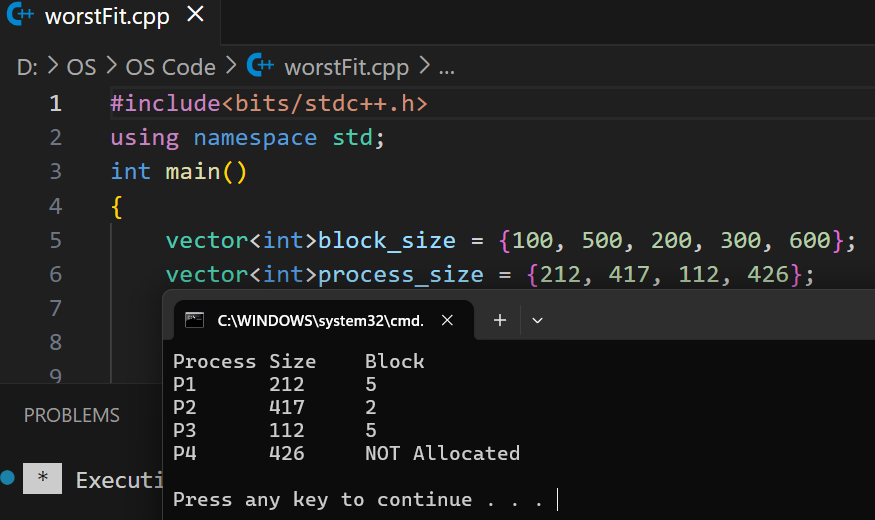 worstFit.cpp
D: > OS > OS Code > worstFit.cpp > ...
1 #include<bits/stdc++.h>
2 using namespace std;
3 int main()
4 {
5 vector<int>block_size = {100, 500, 200, 300, 600};
6 vector<int>process_size = {212, 417, 112, 426};
7
8
9
C:\WINDOWS\system32\cmd.
Process Size Block
P1 212 5
P2 417 2
P3 112 5
P4 426 NOT Allocated
Press any key to continue . . .
PROBLEMS
* Executi